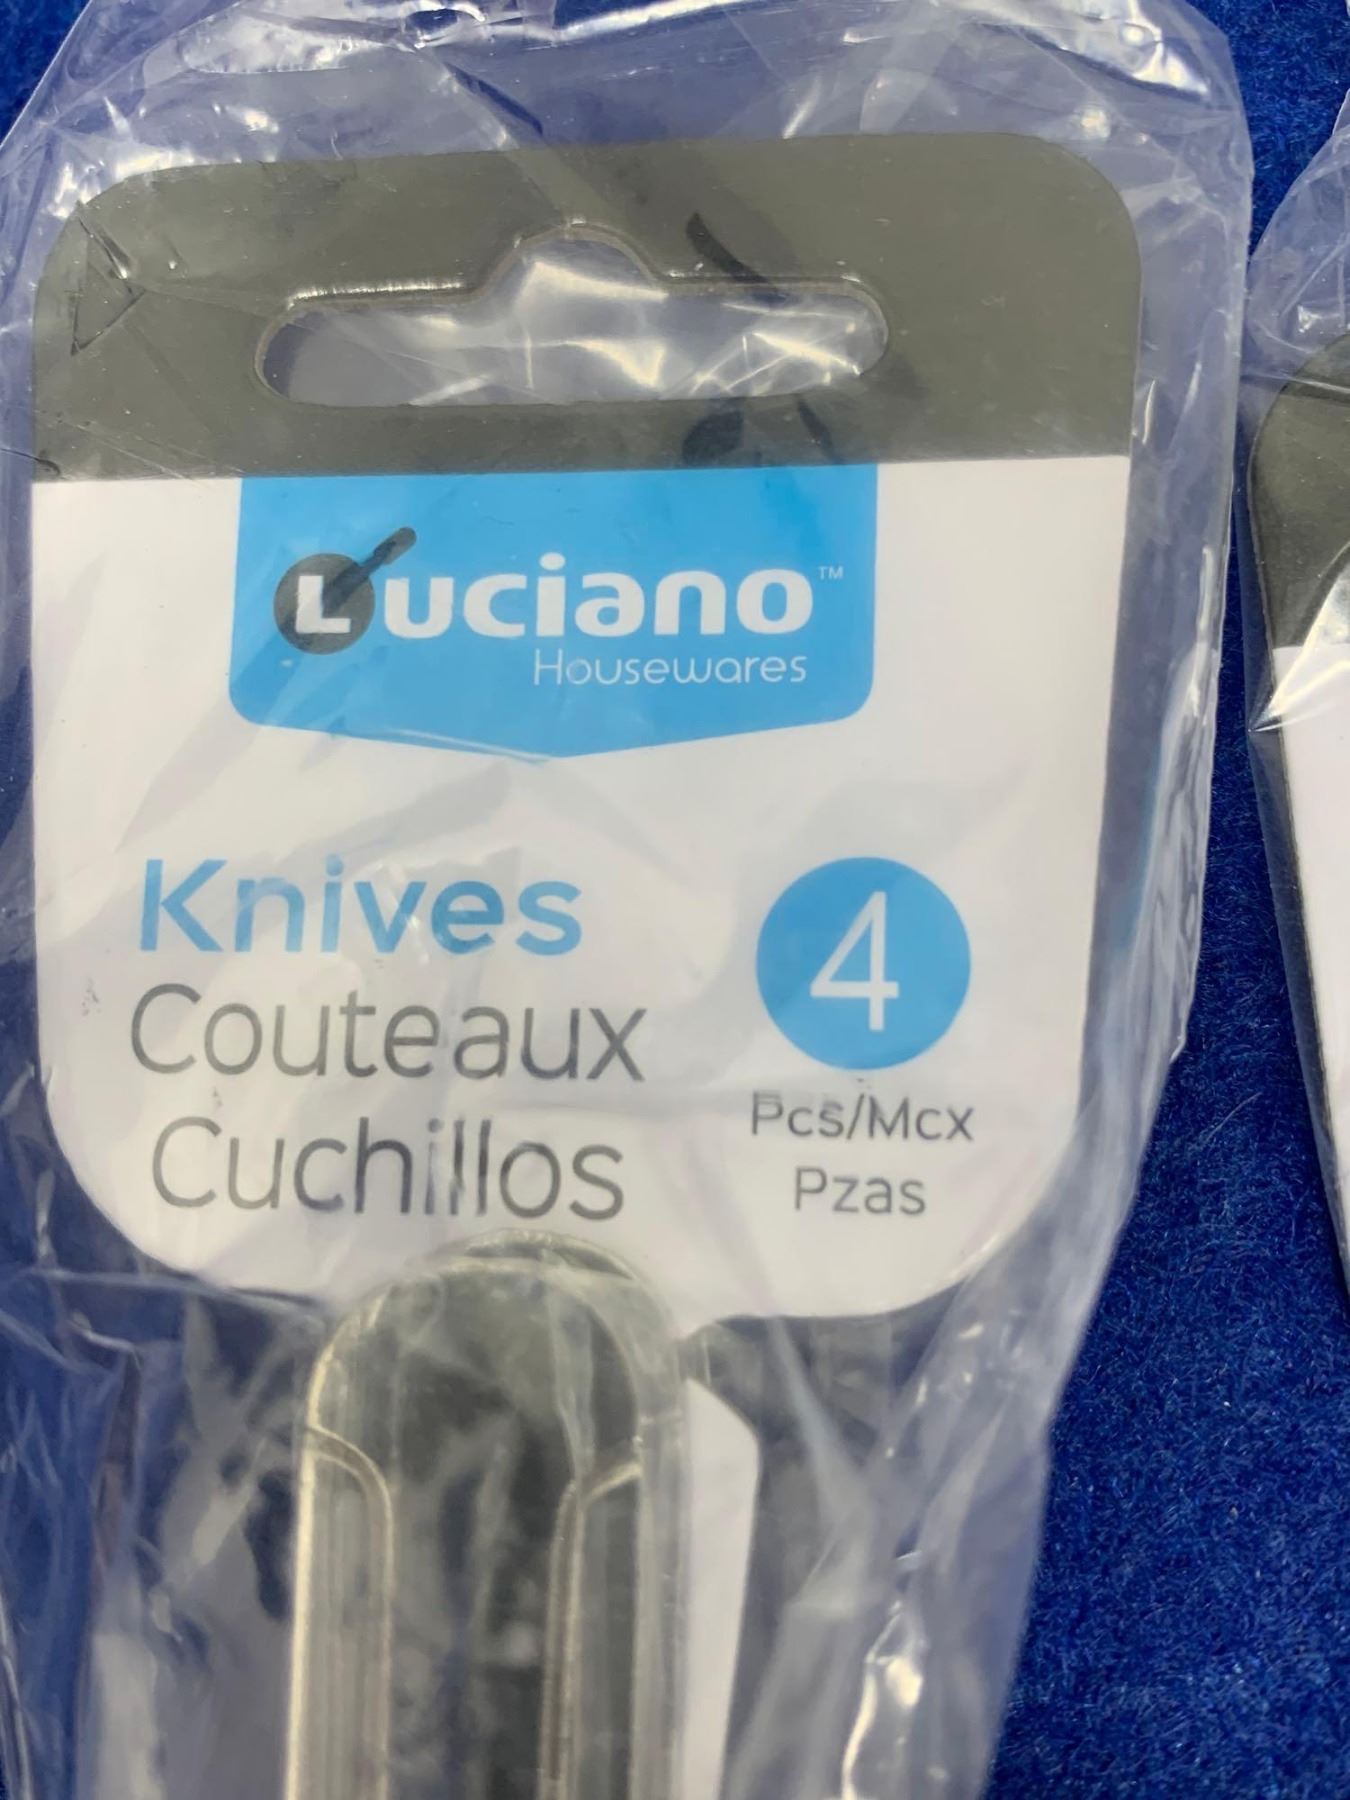 Luciano™
Housewares
Knives
Couteaux
Cuchillos
4
Pcs/Mcx
Pzas